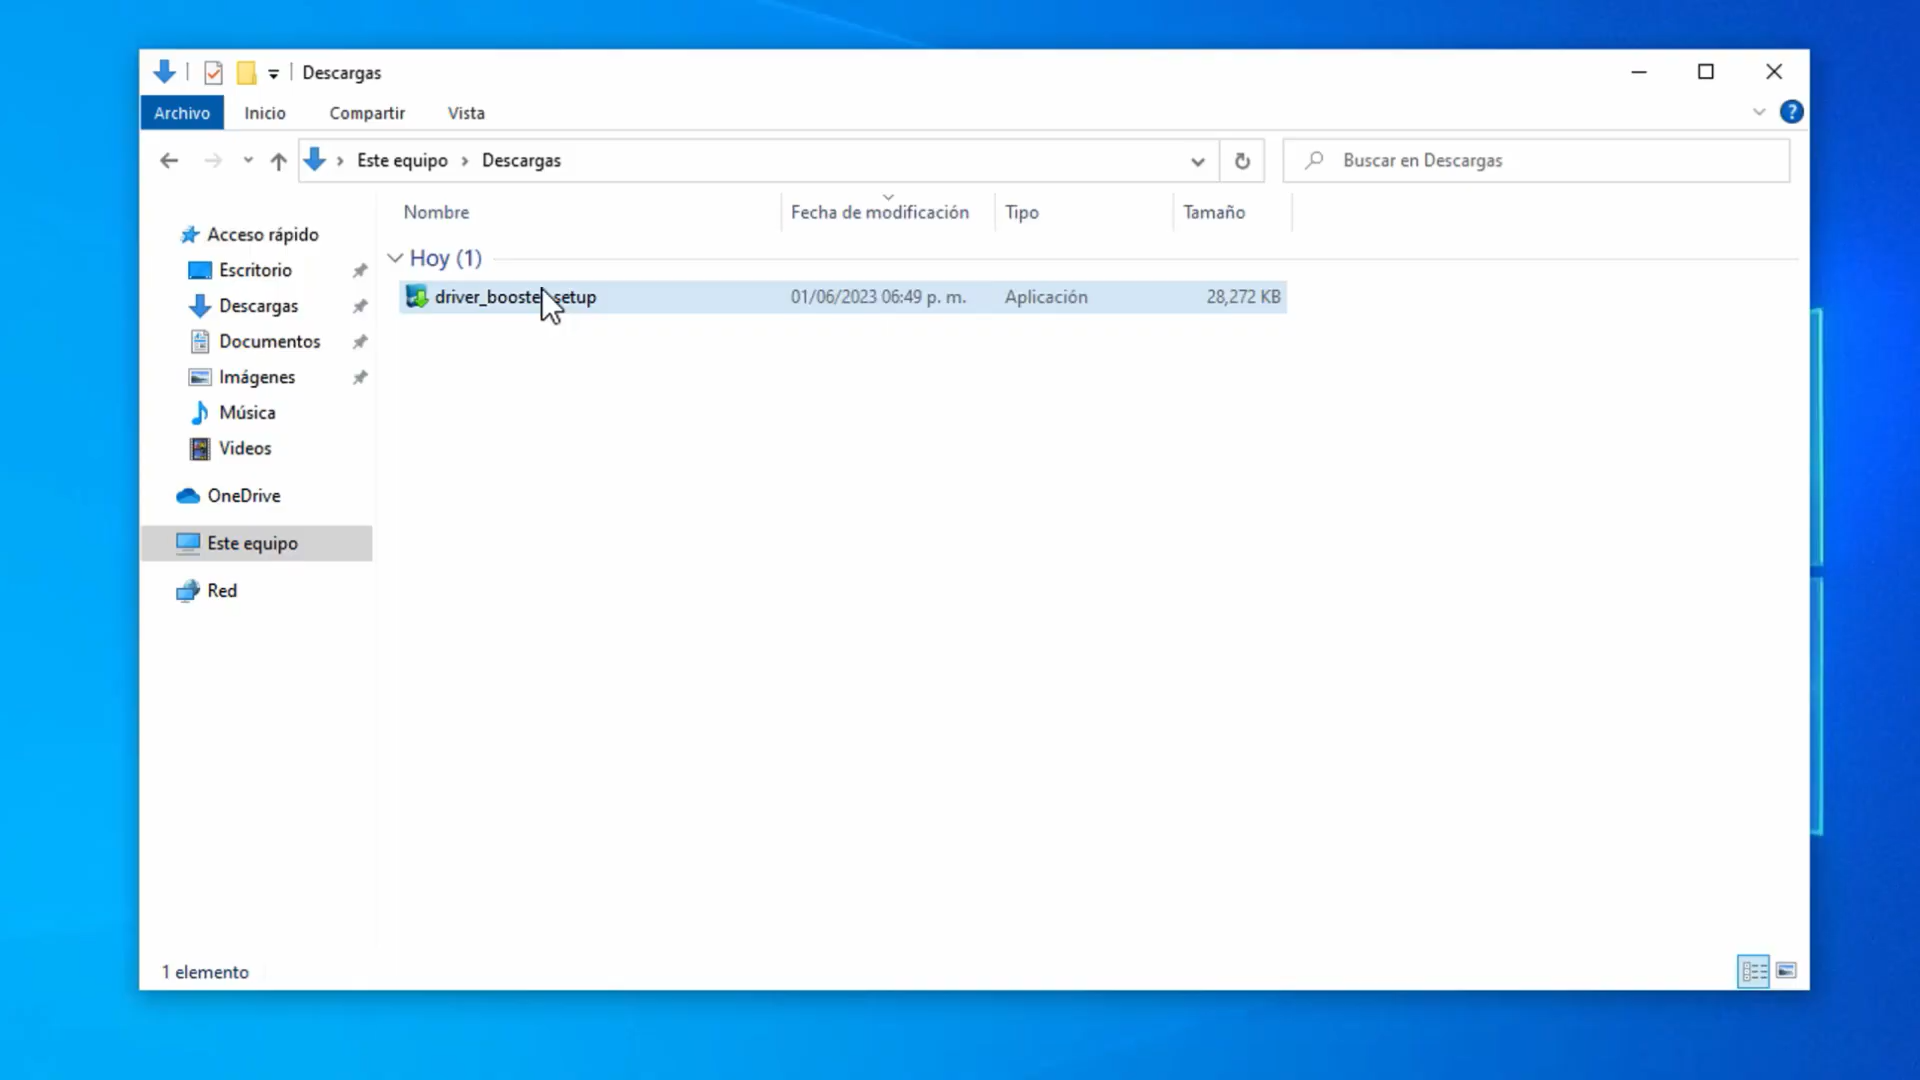 Descargas
Archivo Inicio Compartir Vista
Este equipo Descargas Buscar en Descargas
Nombre Fecha de modificación Tipo Tamaño
Acceso rápido
Escritorio
Descargas
Documentos
Imágenes
Música
Videos
OneDrive
Este equipo
Red
Hoy (1)
driver_booster_setup 01/06/2023 06:49 p. m. Aplicación 28,272 KB
1 elemento